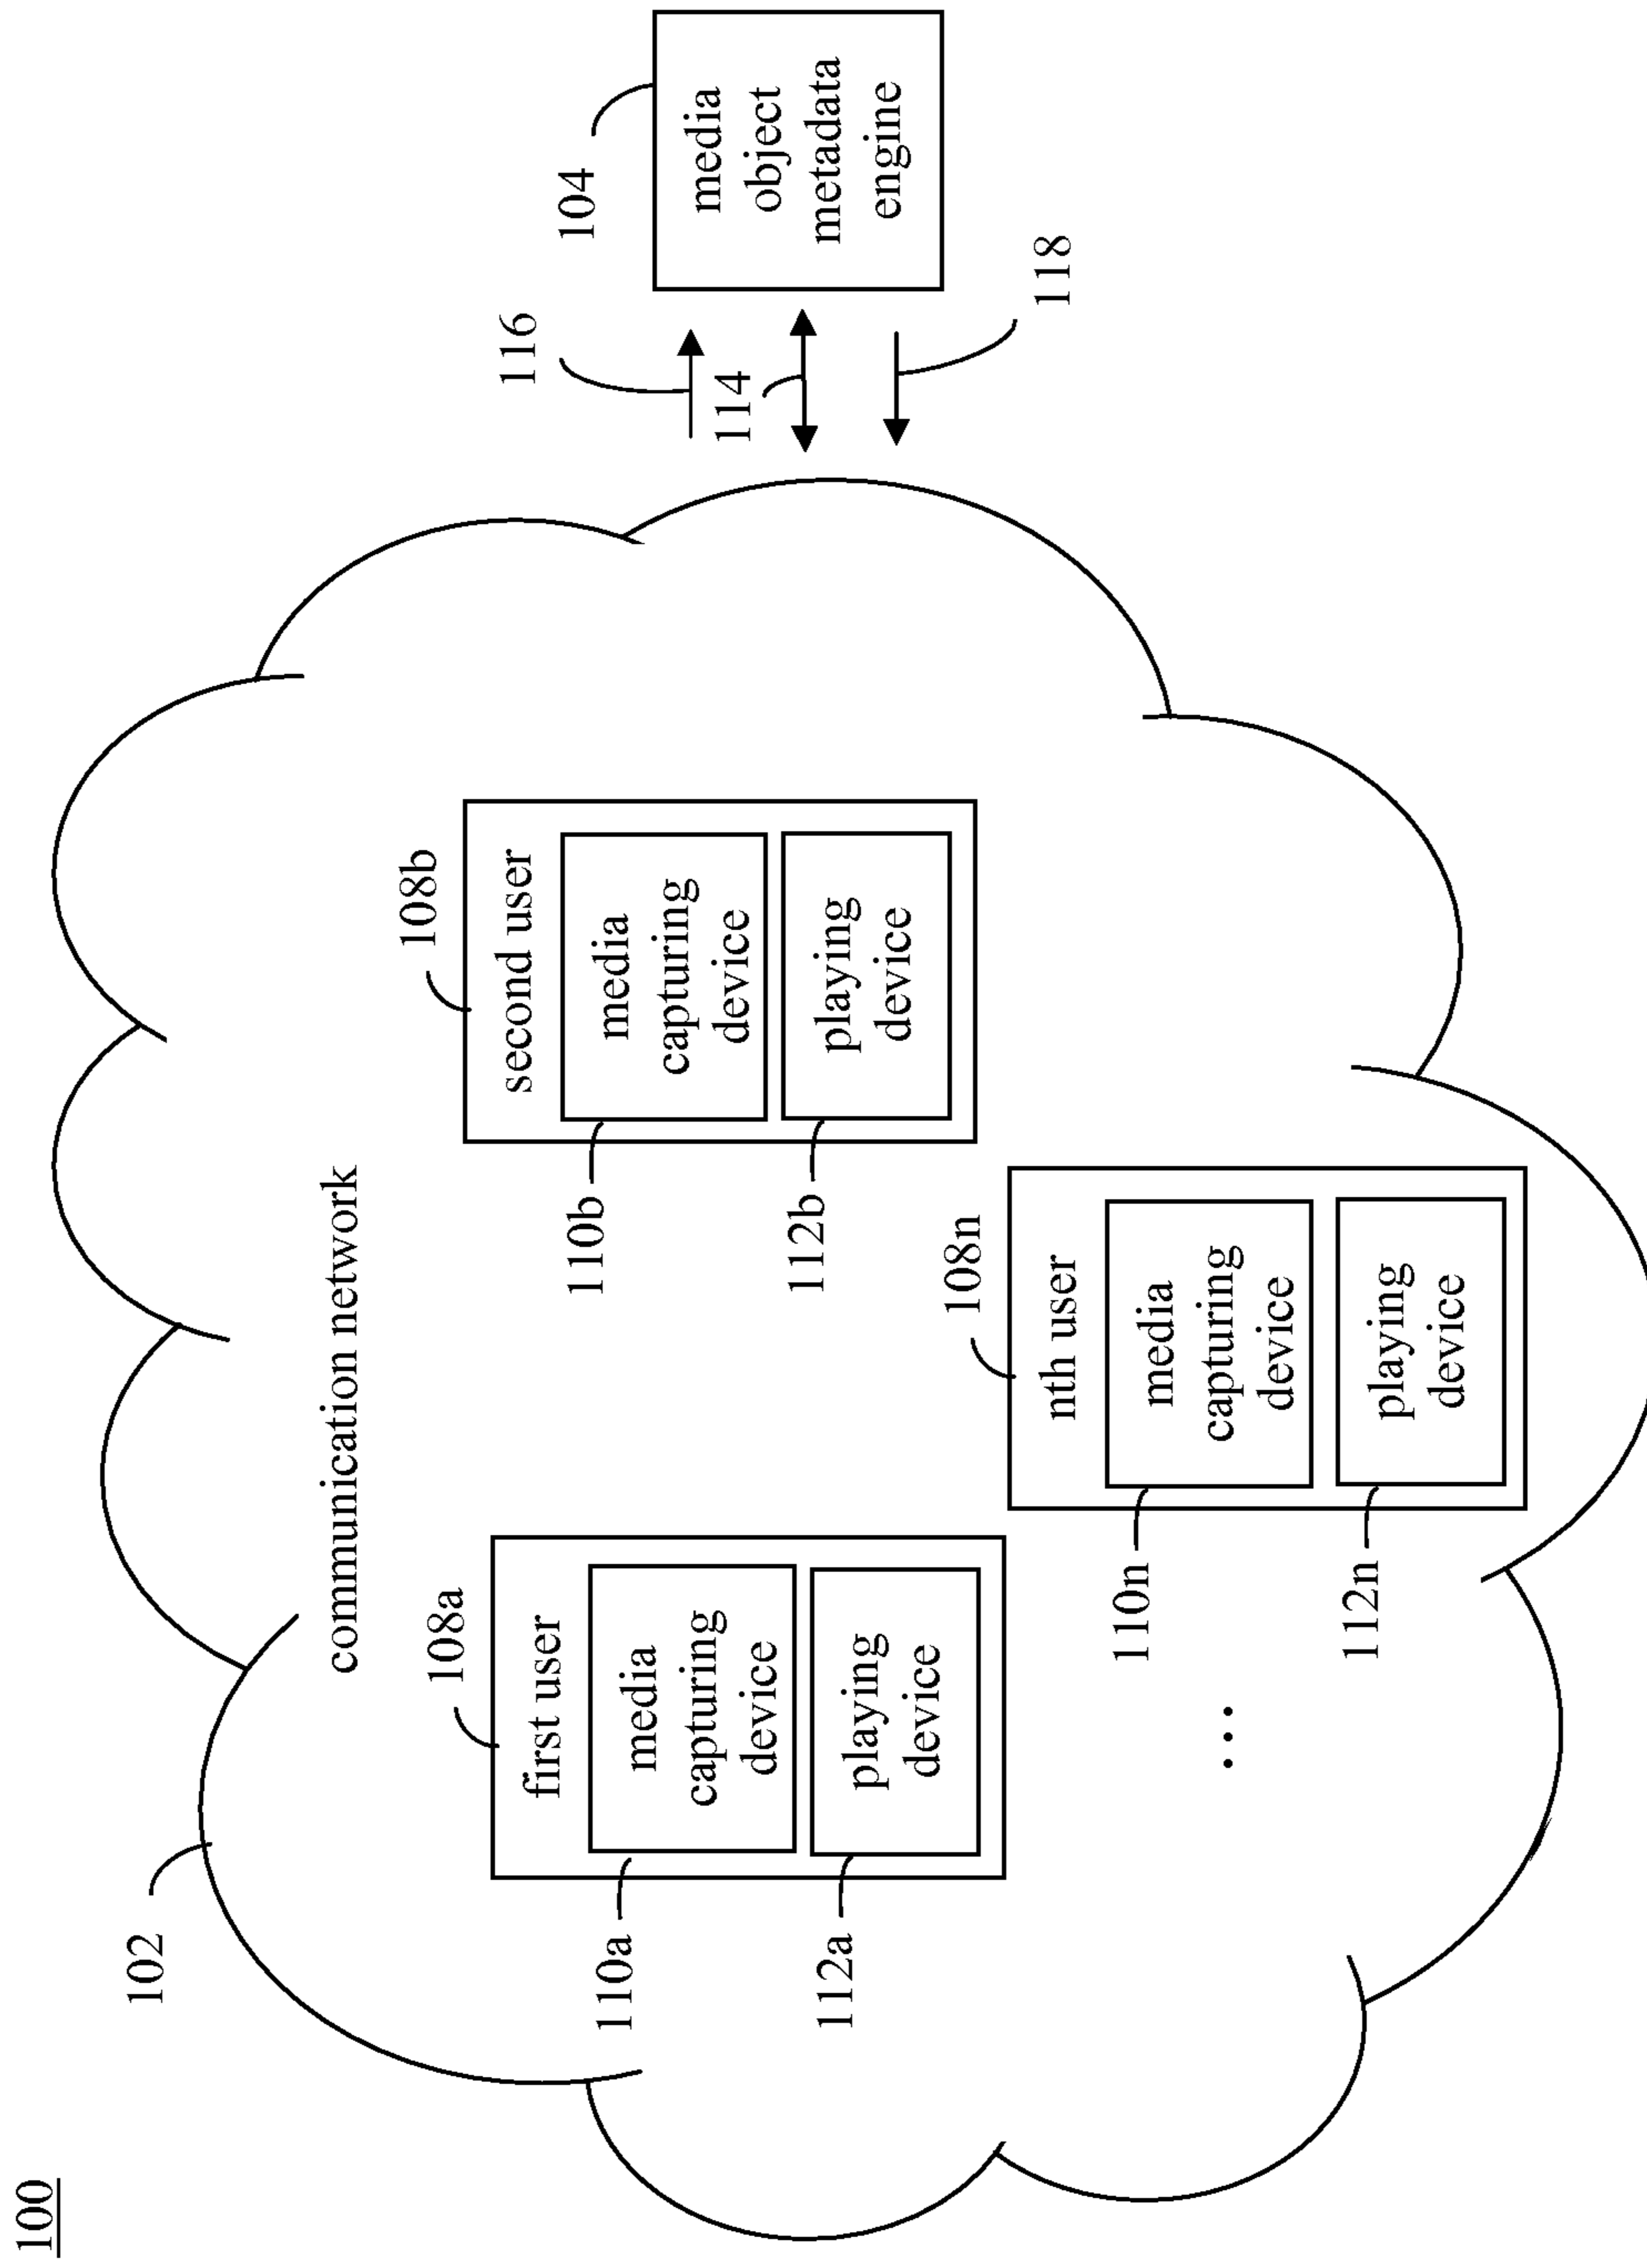 100
102
communication network
108a
first user
media
capturing
device
playing
device
110a
112a
108b
second user
media
capturing
device
playing
device
110b
112b
108n
nth user
media
capturing
device
playing
device
110n
112n
...
116
114
118
104
media
object
metadata
engine